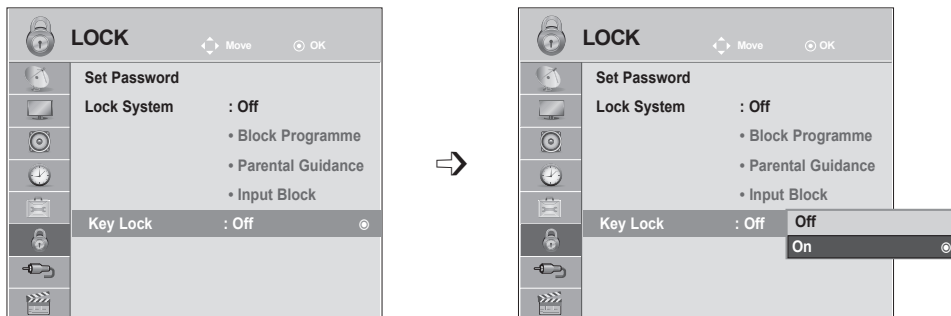 LOCK
Move
OK
Set Password
Lock System : Off
• Block Programme
• Parental Guidance
• Input Block
Key Lock : Off
LOCK
Move
OK
Set Password
Lock System : Off
• Block Programme
• Parental Guidance
• Input Block
Key Lock : Off
Off
On